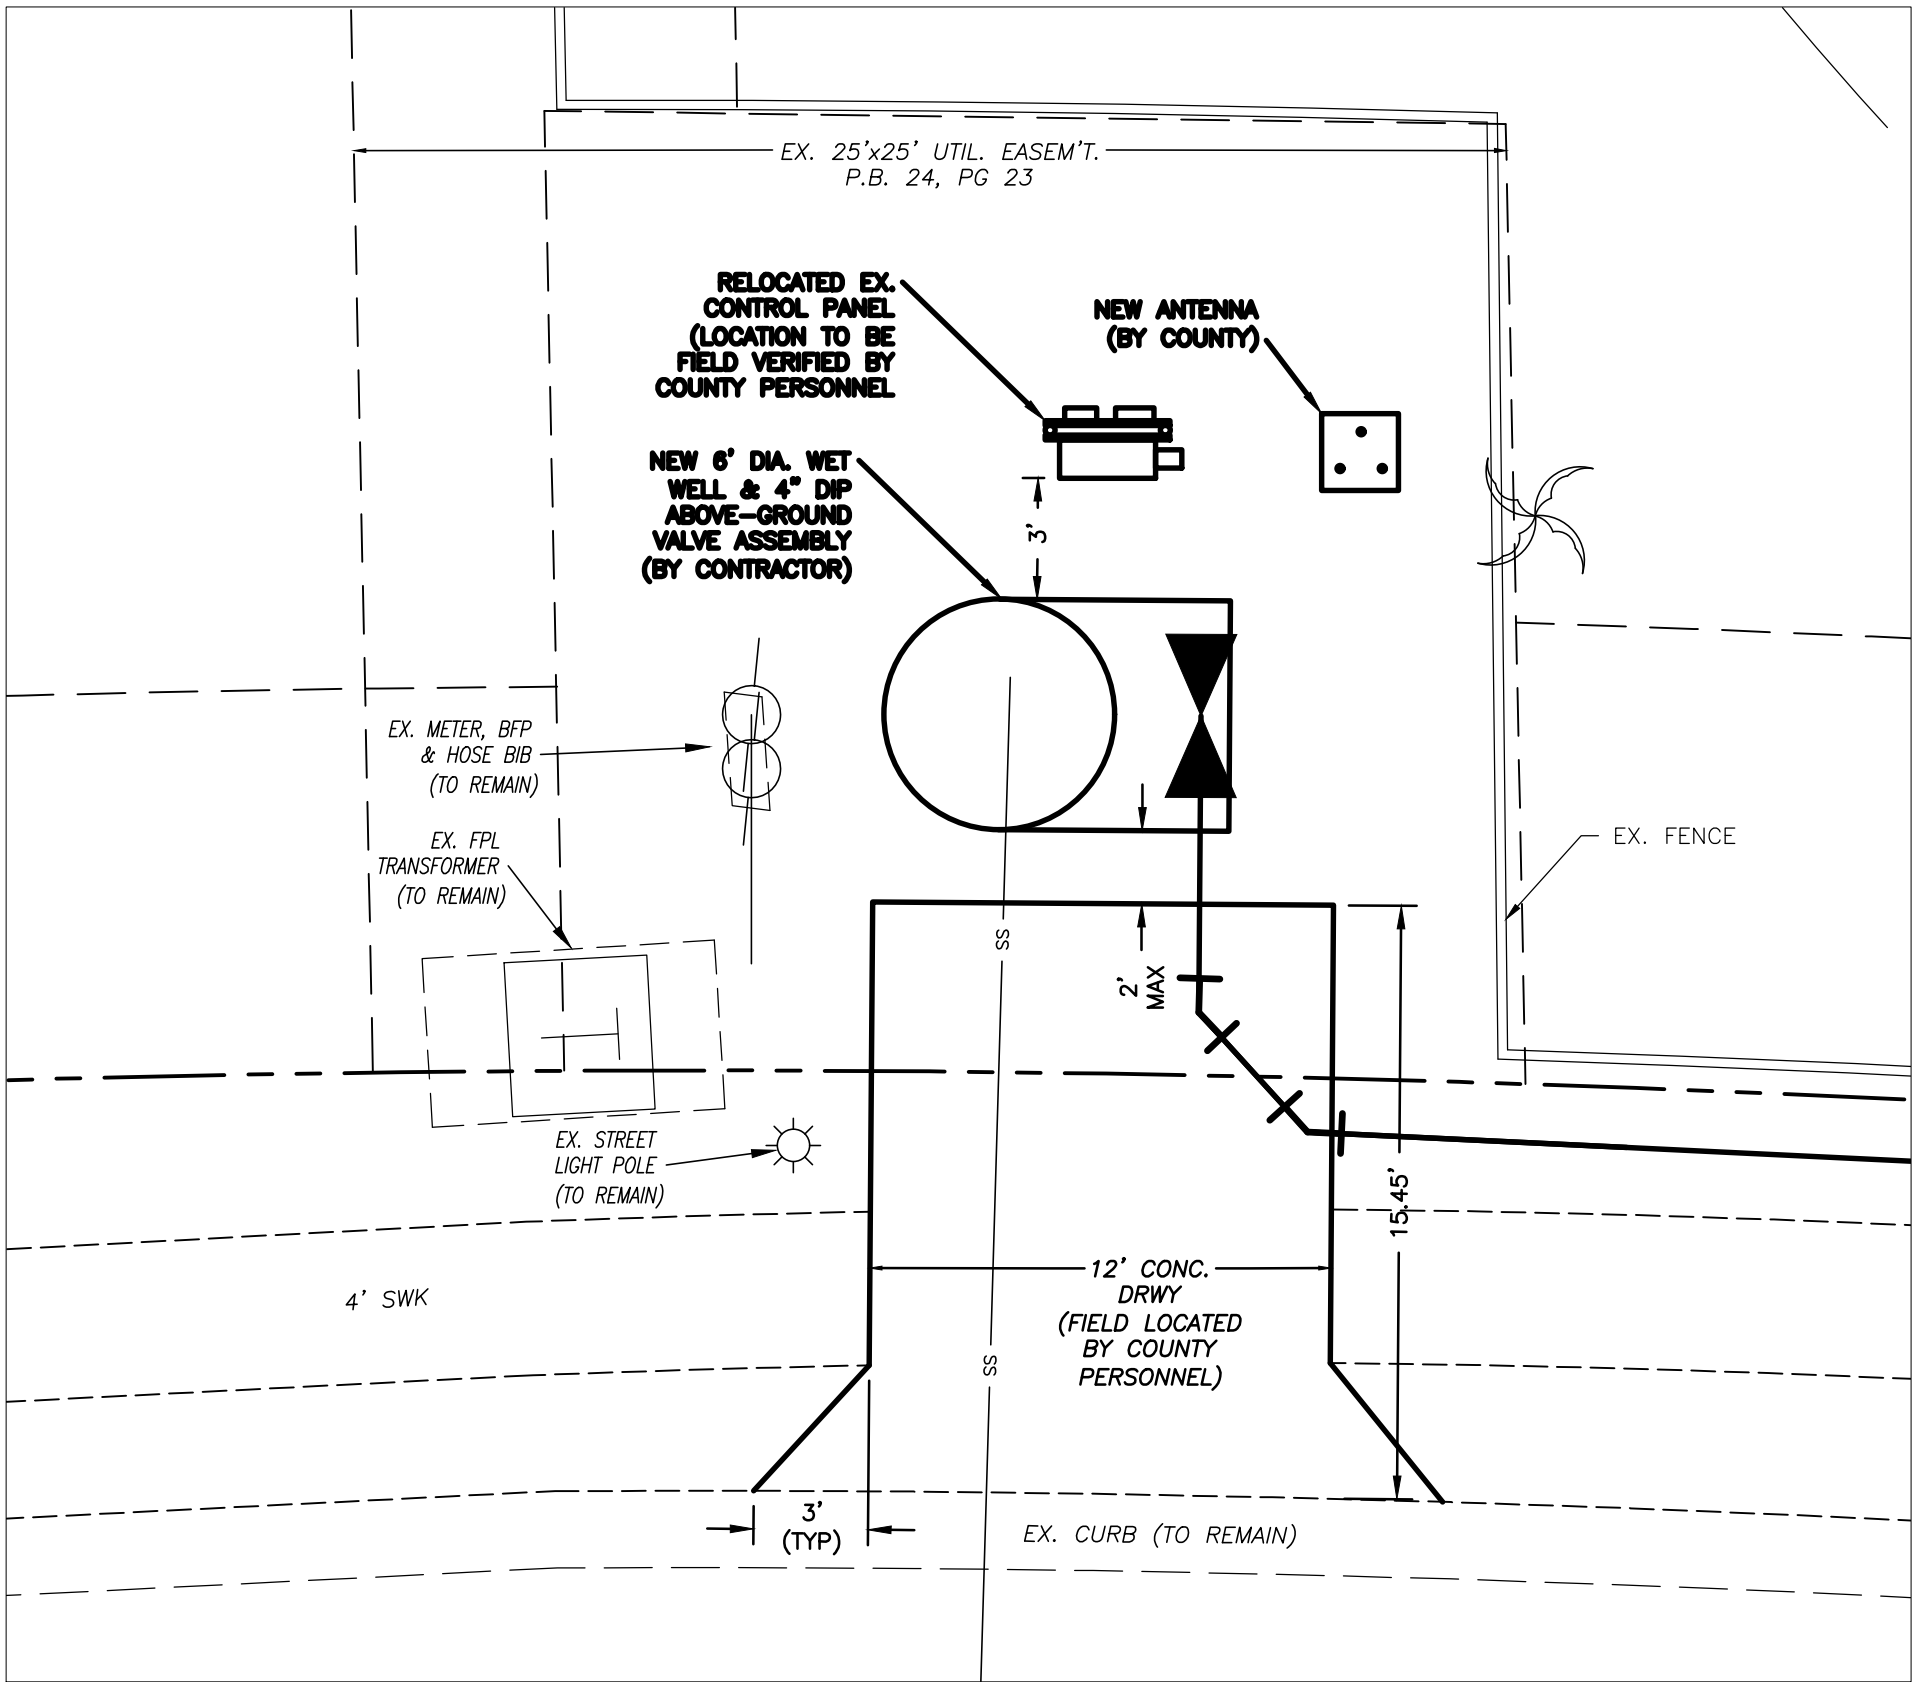 EX. 25'x25' UTIL. EASEM'T.
P.B. 24, PG 23
RELOCATED EX.
CONTROL PANEL
(LOCATION TO BE
FIELD VERIFIED BY
COUNTY PERSONNEL
NEW ANTENNA
(BY COUNTY)
NEW 6' DIA. WET
WELL & 4" DIP
ABOVE-GROUND
VALVE ASSEMBLY
(BY CONTRACTOR)
3'
EX. METER, BFP
& HOSE BIB
(TO REMAIN)
EX. FPL
TRANSFORMER
(TO REMAIN)
EX. FENCE
SS
2'
MAX
EX. STREET
LIGHT POLE
(TO REMAIN)
15.45'
4' SWK
12' CONC.
DRWY
(FIELD LOCATED
BY COUNTY
PERSONNEL)
SS
3'
(TYP)
EX. CURB (TO REMAIN)